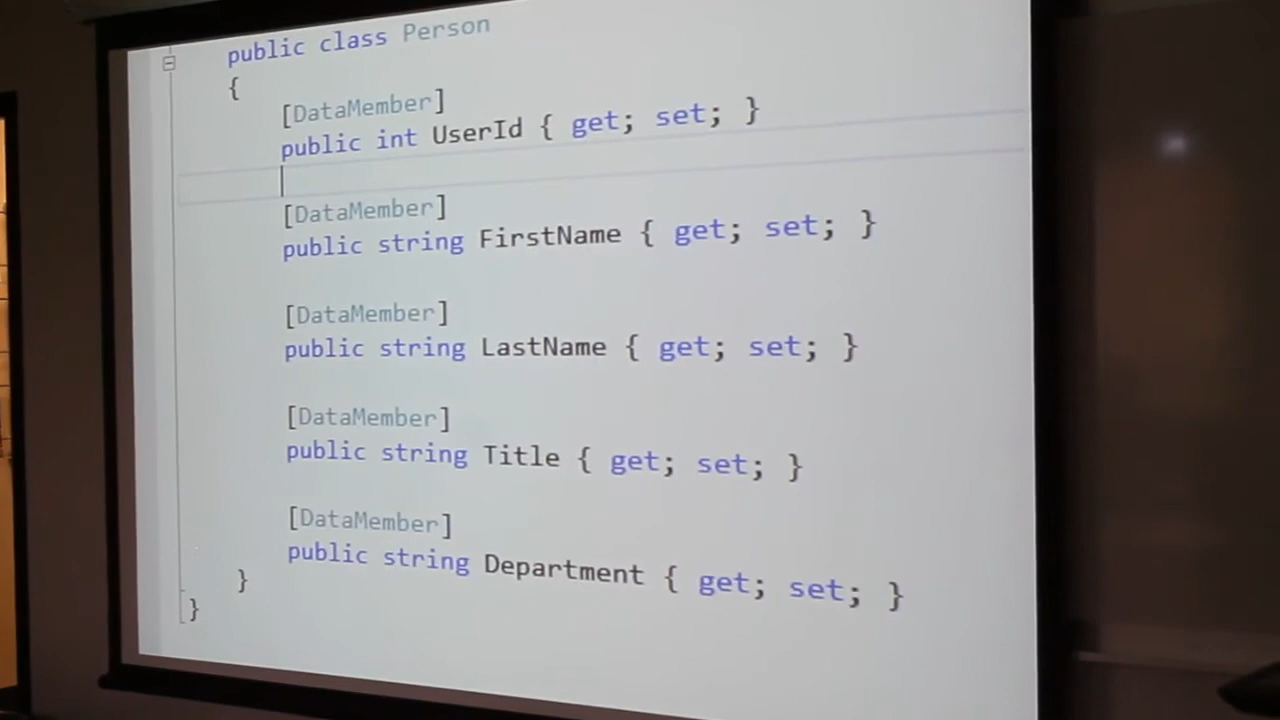 public class Person
{
[DataMember]
public int UserId { get; set; }
[DataMember]
public string FirstName { get; set; }
[DataMember]
public string LastName { get; set; }
[DataMember]
public string Title { get; set; }
[DataMember]
public string Department { get; set; }
}
}